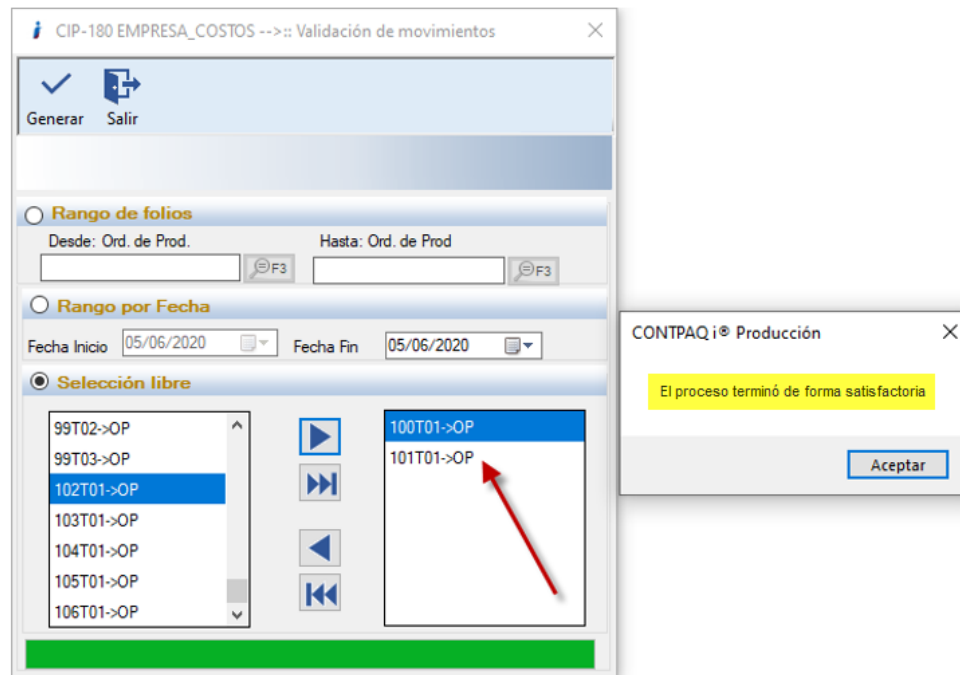 CIP-180 EMPRESA_COSTOS -->:: Validación de movimientos
Generar Salir
Rango de folios
Desde: Ord. de Prod. Hasta: Ord. de Prod
F3 F3
Rango por Fecha
Fecha Inicio 05/06/2020 Fecha Fin 05/06/2020
Selección libre
99T02->OP
99T03->OP
102T01->OP
103T01->OP
104T01->OP
105T01->OP
106T01->OP
100T01->OP
101T01->OP
CONTPAQ i® Producción
El proceso terminó de forma satisfactoria
Aceptar